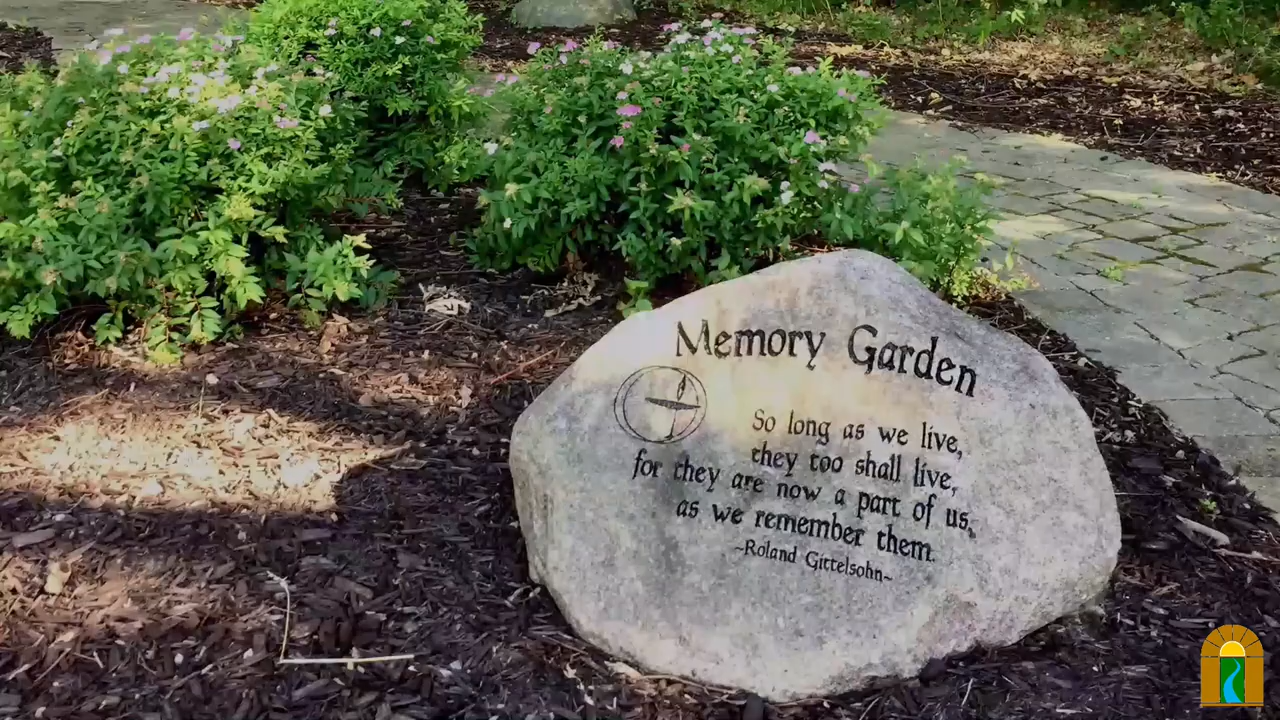 Memory Garden
So long as we live,
they too shall live,
for they are now a part of us,
as we remember them.
~Roland Gittelsohn~